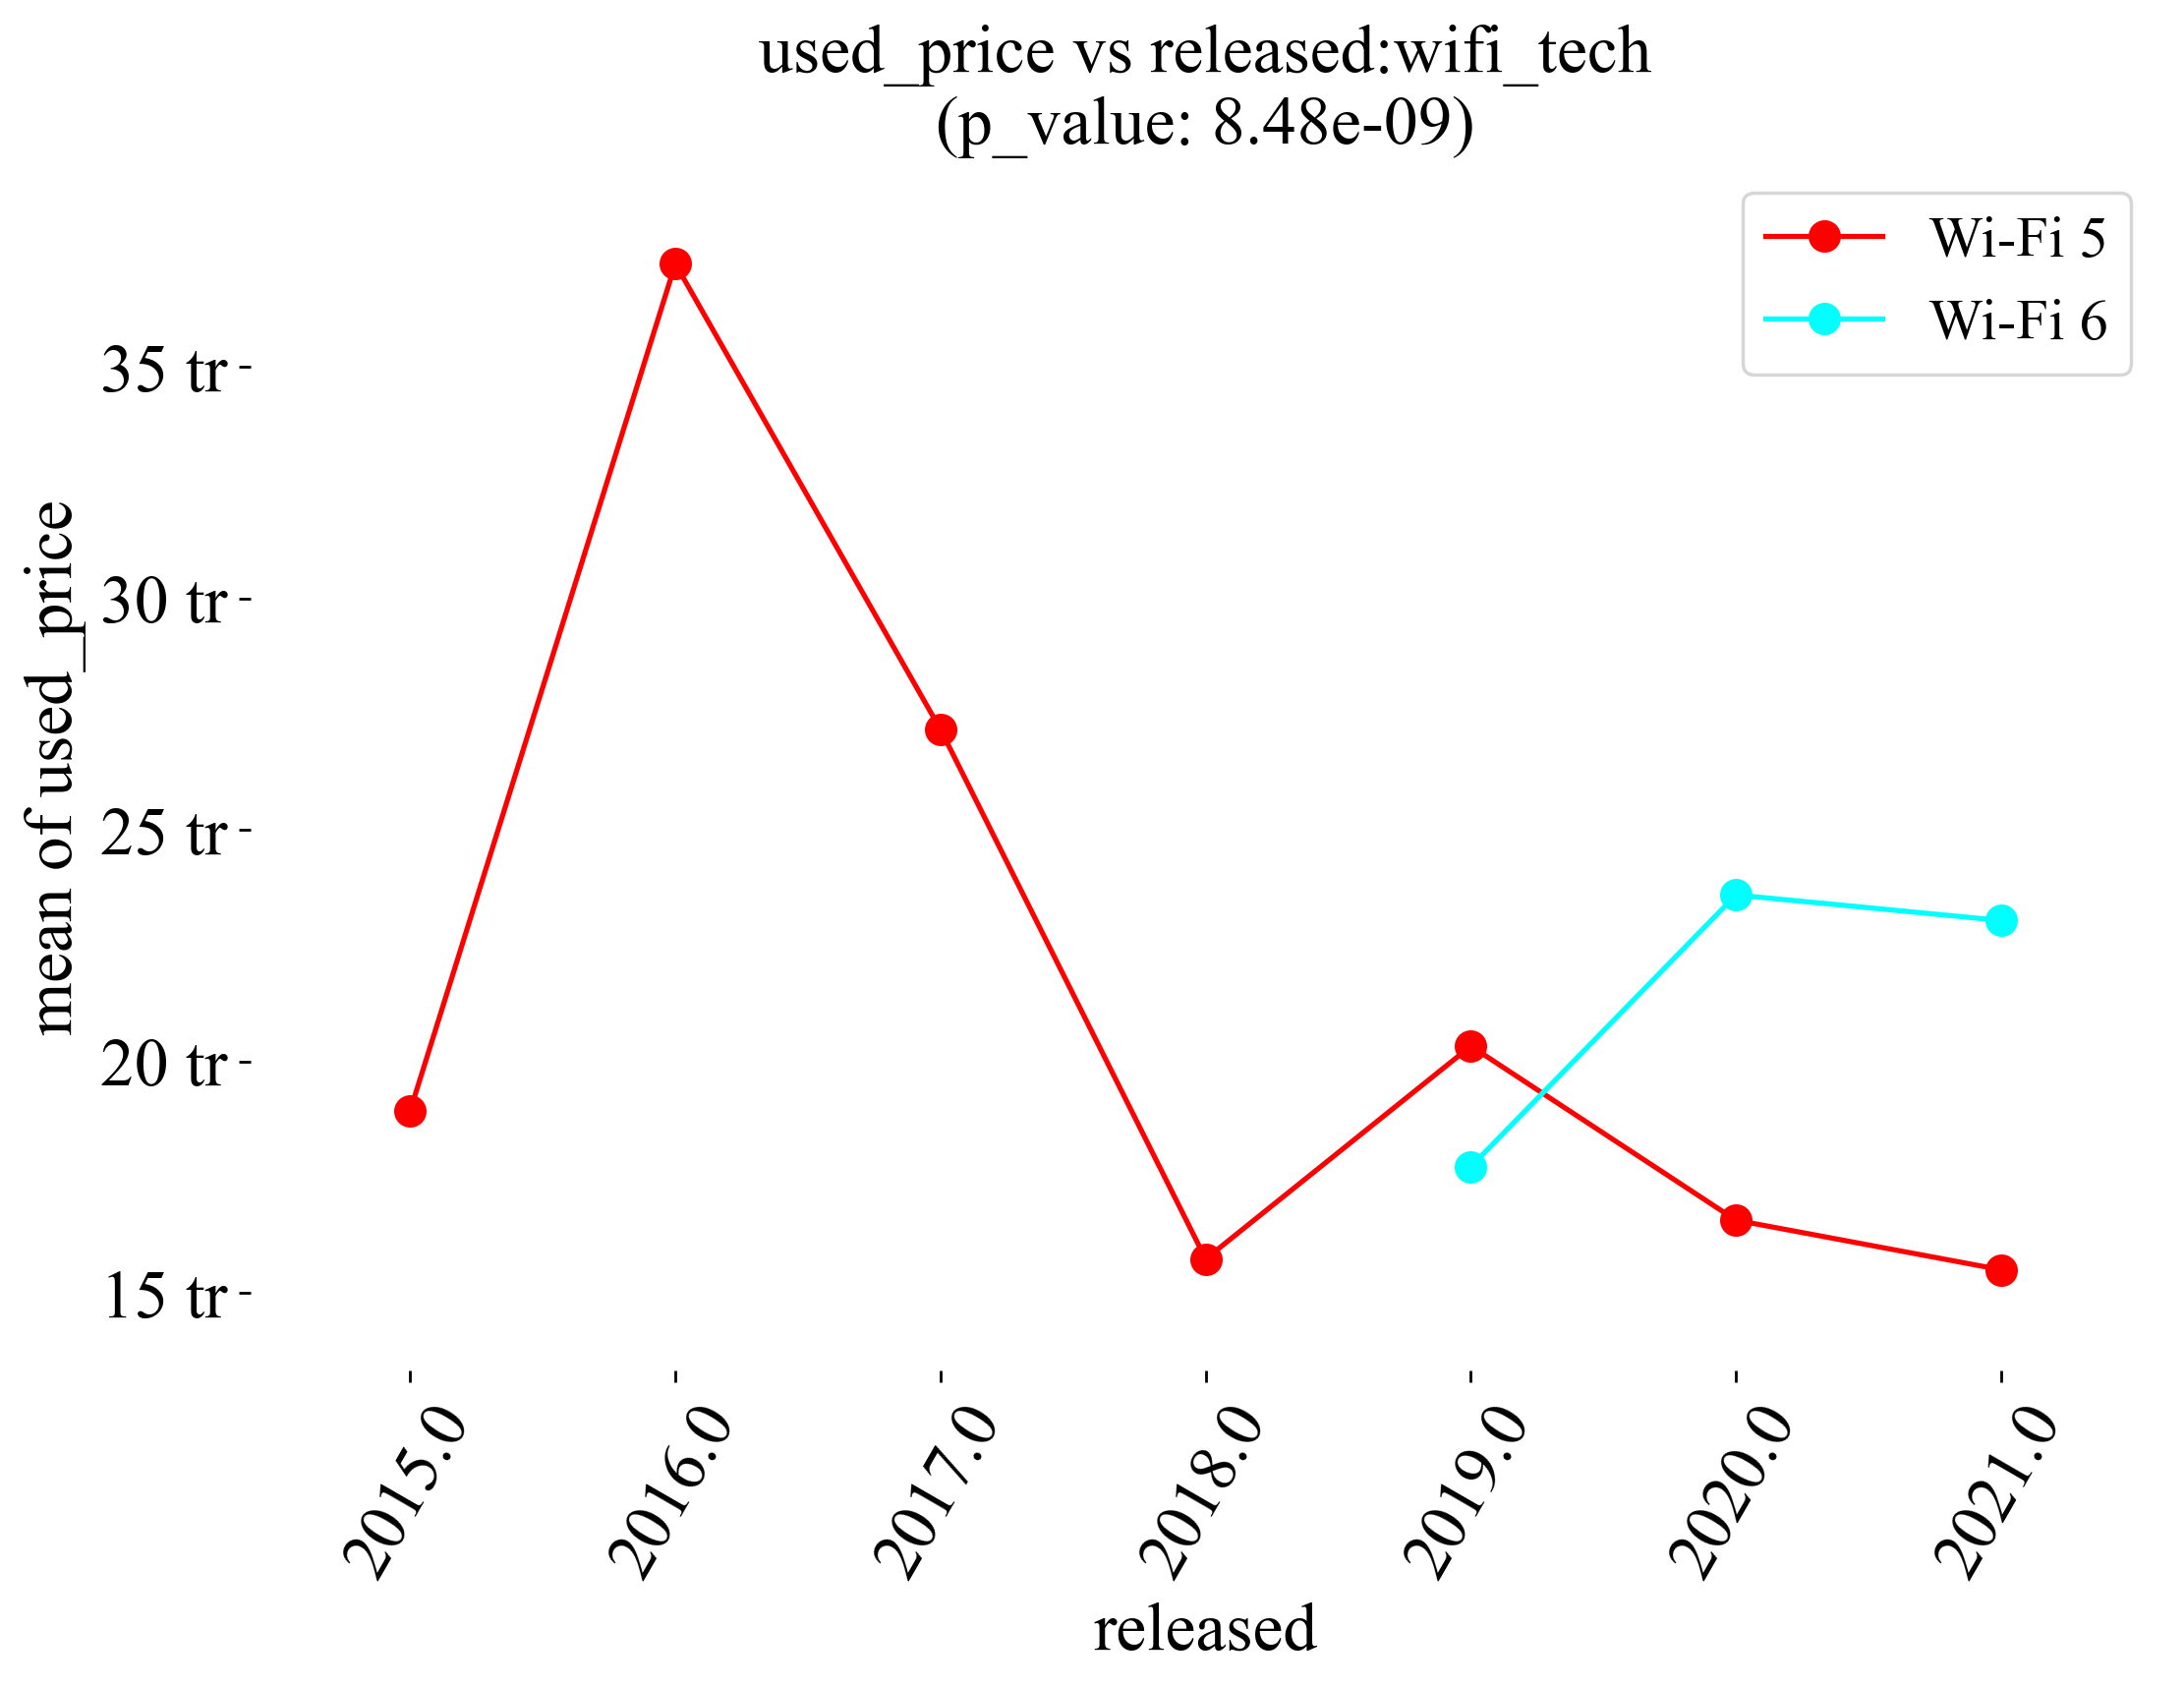 used_price vs released:wifi_tech
(p_value: 8.48e-09)
Wi-Fi 5
Wi-Fi 6
mean of used_price
35 tr
30 tr
25 tr
20 tr
15 tr
2015.0
2016.0
2017.0
2018.0
2019.0
2020.0
2021.0
released